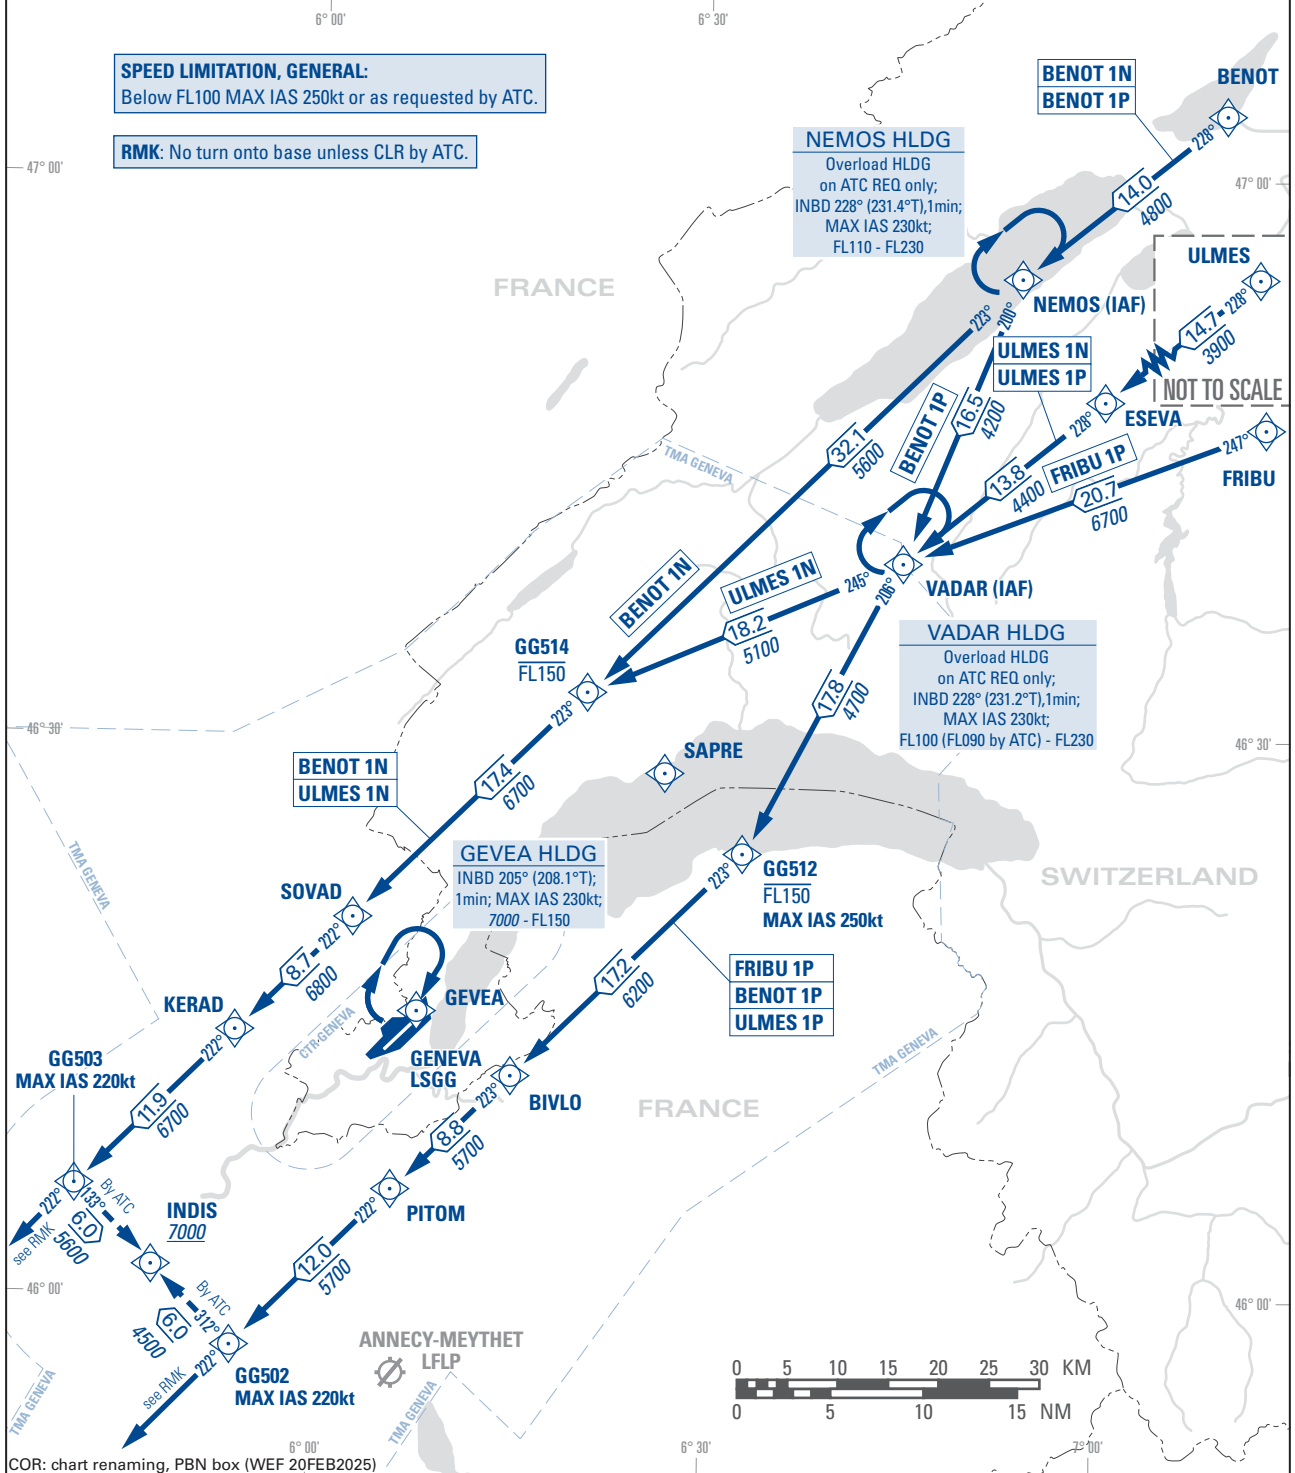 6° 00'
6° 30'
SPEED LIMITATION, GENERAL:
Below FL100 MAX IAS 250kt or as requested by ATC.
RMK: No turn onto base unless CLR by ATC.
47° 00'
47° 00'
BENOT 1N
BENOT 1P
BENOT
228°
14.0
4800
NEMOS HLDG
Overload HLDG
on ATC REQ only;
INBD 228° (231.4°T),1min;
MAX IAS 230kt;
FL110 - FL230
FRANCE
NEMOS (IAF)
223°
200°
ULMES
228°
14.7
3900
NOT TO SCALE
ULMES 1N
ULMES 1P
ESEVA
228°
13.8
4400
FRIBU 1P
247°
FRIBU
20.7
6700
BENOT 1P
16.5
4200
32.1
5600
TMA GENEVA
BENOT 1N
ULMES 1N
245°
206°
VADAR (IAF)
18.2
5100
17.8
4700
VADAR HLDG
Overload HLDG
on ATC REQ only;
INBD 228° (231.2°T),1min;
MAX IAS 230kt;
FL100 (FL090 by ATC) - FL230
GG514
FL150
223°
46° 30'
46° 30'
SAPRE
BENOT 1N
ULMES 1N
17.4
6700
GEVEA HLDG
INBD 205° (208.1°T);
1min; MAX IAS 230kt;
7000 - FL150
TMA GENEVA
SWITZERLAND
GG512
FL150
MAX IAS 250kt
223°
SOVAD
222°
8.7
6800
17.2
6200
FRIBU 1P
BENOT 1P
ULMES 1P
KERAD
222°
GEVEA
CTR GENEVA
GENEVA
LSGG
GG503
MAX IAS 220kt
11.9
6700
BIVLO
223°
8.8
5700
FRANCE
TMA GENEVA
222°
133°
By ATC
6.0
5600
see RMK
INDIS
7000
PITOM
222°
12.0
5700
46° 00'
46° 00'
By ATC
312°
6.0
4500
222°
see RMK
GG502
MAX IAS 220kt
ANNECY-MEYTHET
LFLP
TMA GENEVA
TMA GENEVA
0 5 10 15 20 25 30 KM
0 5 10 15 NM
6° 00'
6° 30'
7° 00'
COR: chart renaming, PBN box (WEF 20FEB2025)